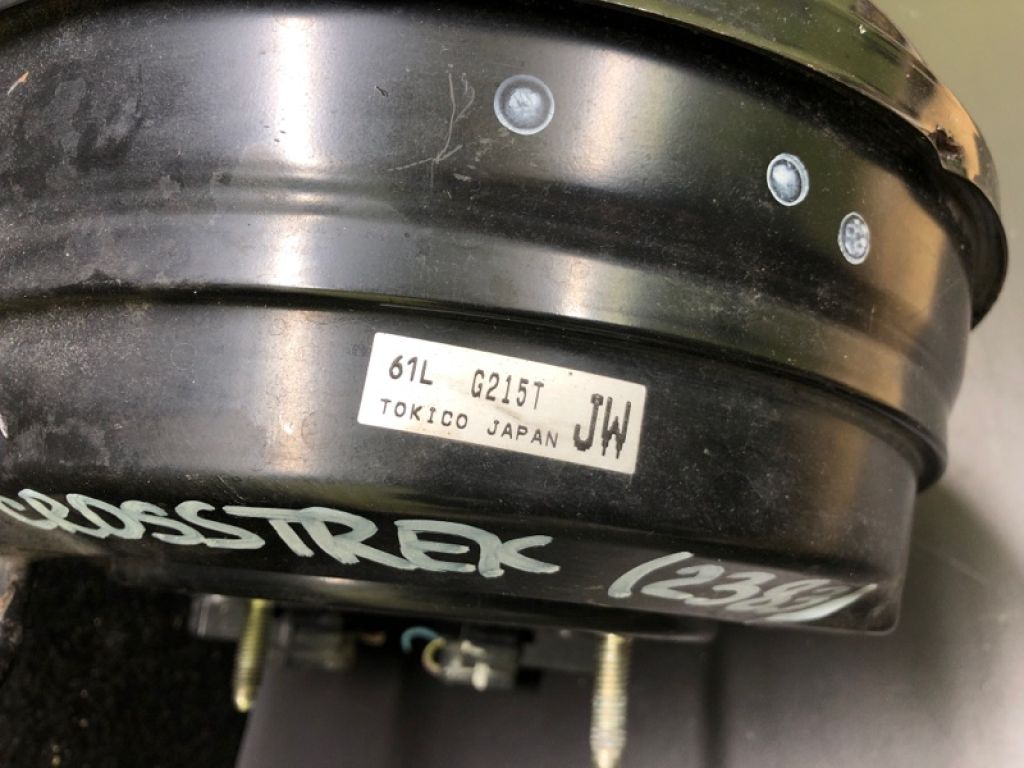 61L G215T
TOKICO JAPAN JW
CROSSTREK